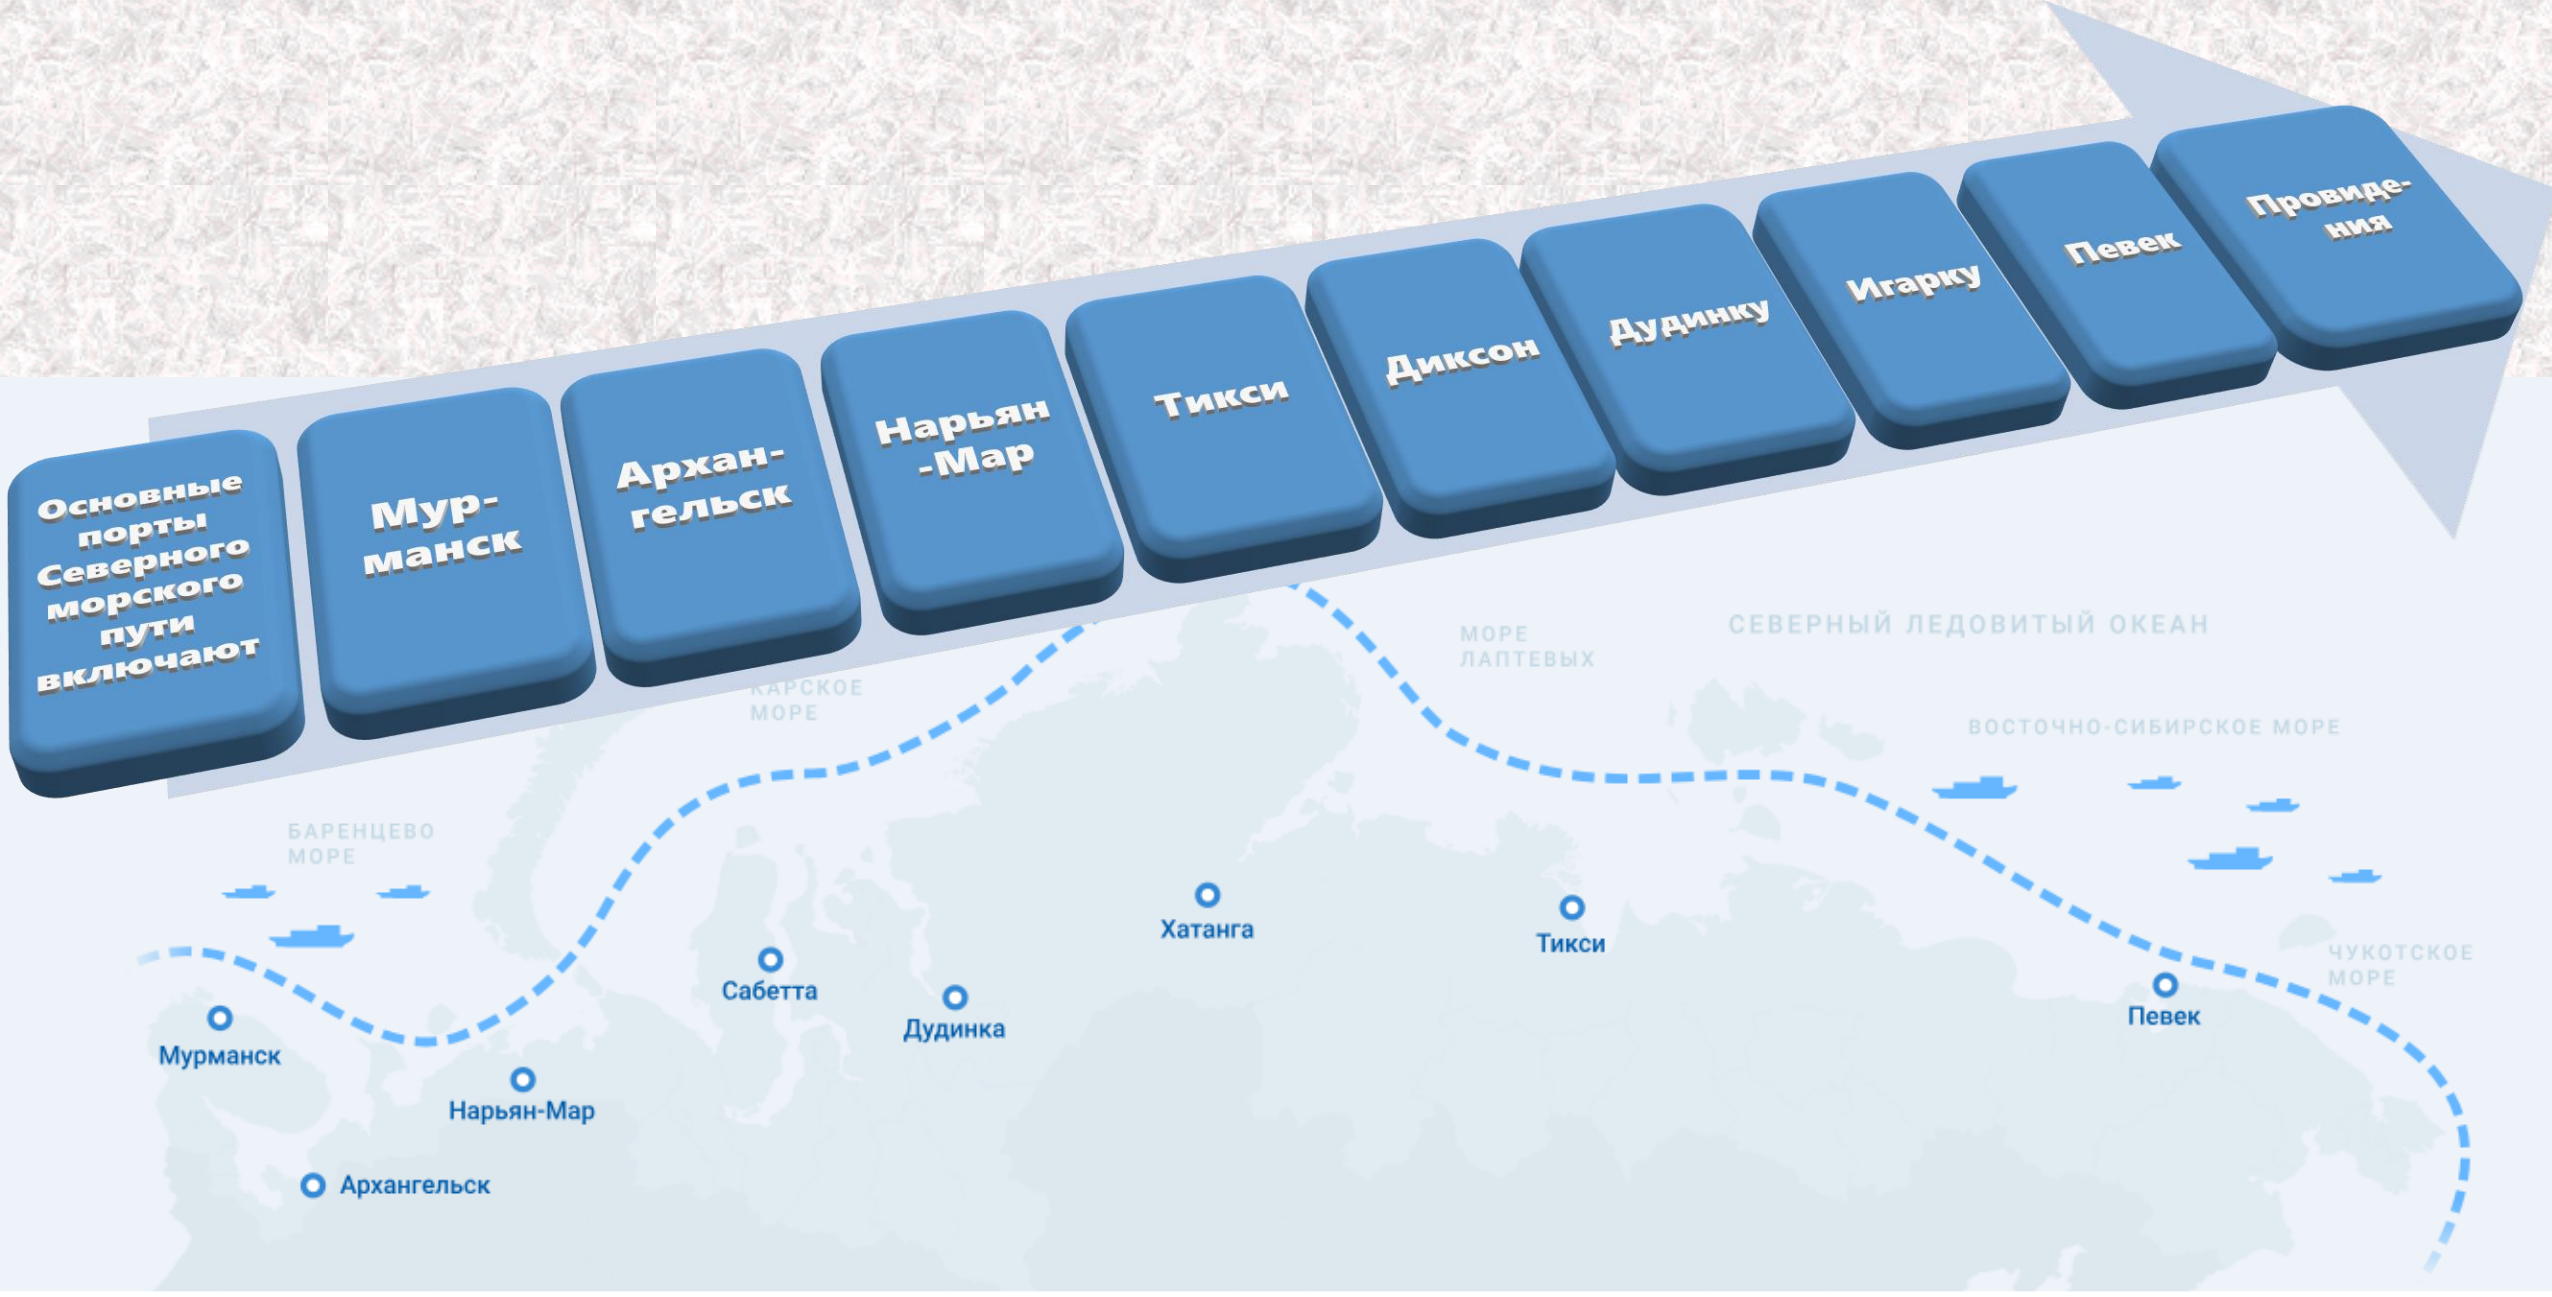 Основные
порты
Северного
морского
пути
включают
Мур-
манск
Архан-
гельск
Нарьян
-Мар
Тикси
Диксон
Дудинку
Игарку
Певек
Провиде-
ния
СЕВЕРНЫЙ ЛЕДОВИТЫЙ ОКЕАН
МОРЕ
ЛАПТЕВЫХ
КАРСКОЕ
МОРЕ
ВОСТОЧНО-СИБИРСКОЕ МОРЕ
БАРЕНЦЕВО
МОРЕ
ЧУКОТСКОЕ
МОРЕ
Хатанга
Тикси
Сабетта
Дудинка
Певек
Мурманск
Нарьян-Мар
Архангельск